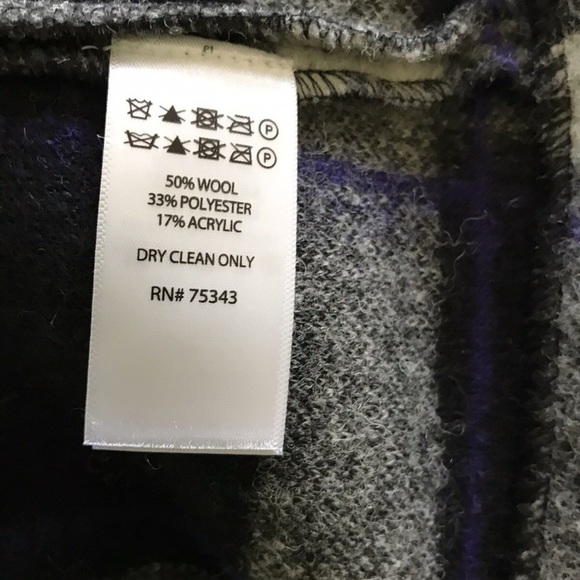 P
P
50% WOOL
33% POLYESTER
17% ACRYLIC
DRY CLEAN ONLY
RN# 75343